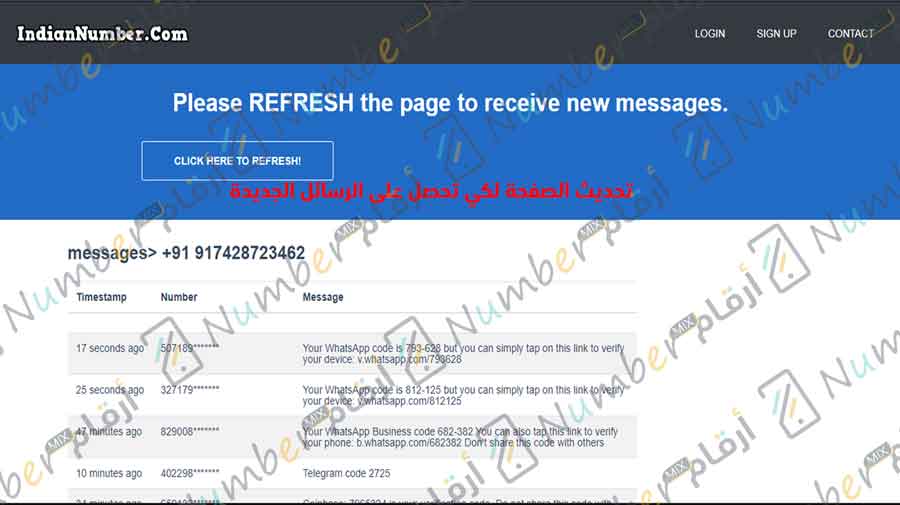 IndianNumber.Com
LOGIN SIGN UP CONTACT
Please REFRESH the page to receive new messages.
CLICK HERE TO REFRESH!
تحديث الصفحة لكي تحصل على الرسائل الجديدة
messages> +91 917428723462
Timestamp Number Message
17 seconds ago 507189******* Your WhatsApp code is 793-628 but you can simply tap on this link to verify
your device: v.whatsapp.com/793628
25 seconds ago 327179******* Your WhatsApp code is 812-125 but you can simply tap on this link to verify
your device: v.whatsapp.com/812125
47 minutes ago 829008******* Your WhatsApp Business code 682-382 You can also tap this link to verify
your phone: b.whatsapp.com/682382 Don't share this code with others
10 minutes ago 402298******* Telegram code 2725
أرقام Number MIX